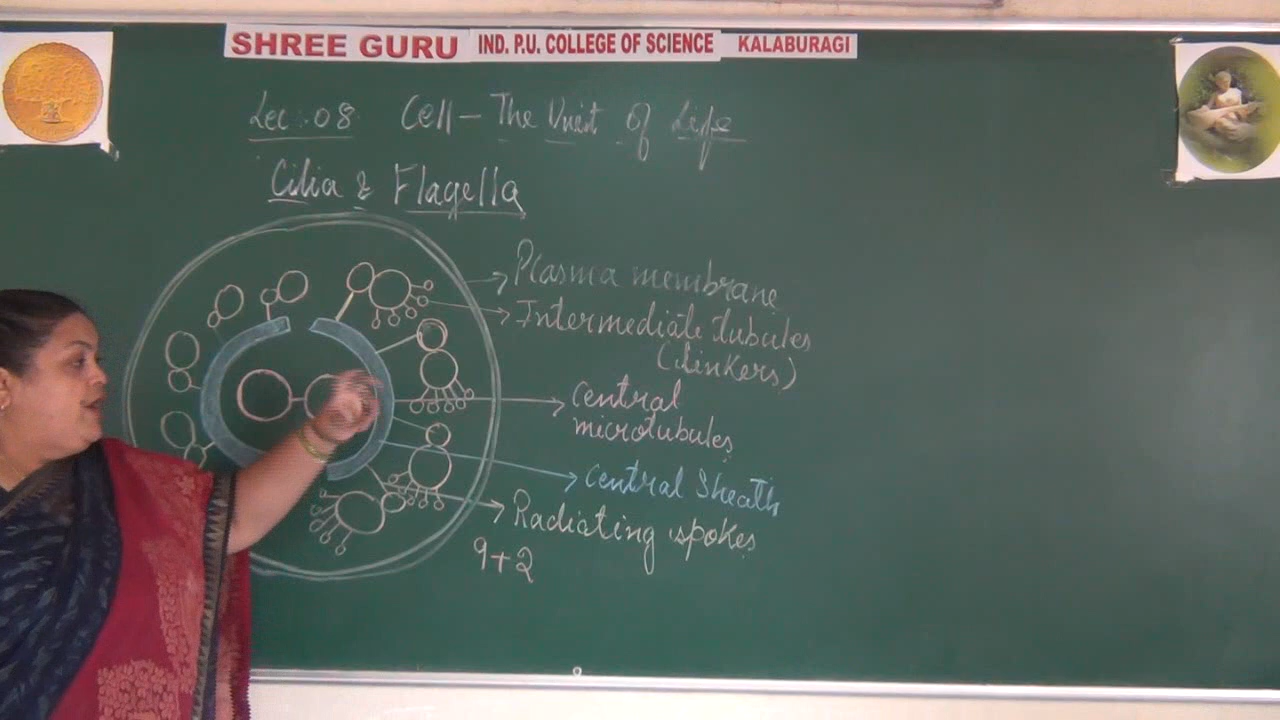 SHREE GURU IND. P.U. COLLEGE OF SCIENCE KALABURAGI
Lec:08 Cell – The Unit of Life
Cilia & Flagella
Plasma membrane
Intermediate tubules
(Linkers)
Central
microtubules
Central Sheath
Radiating spokes
9+2